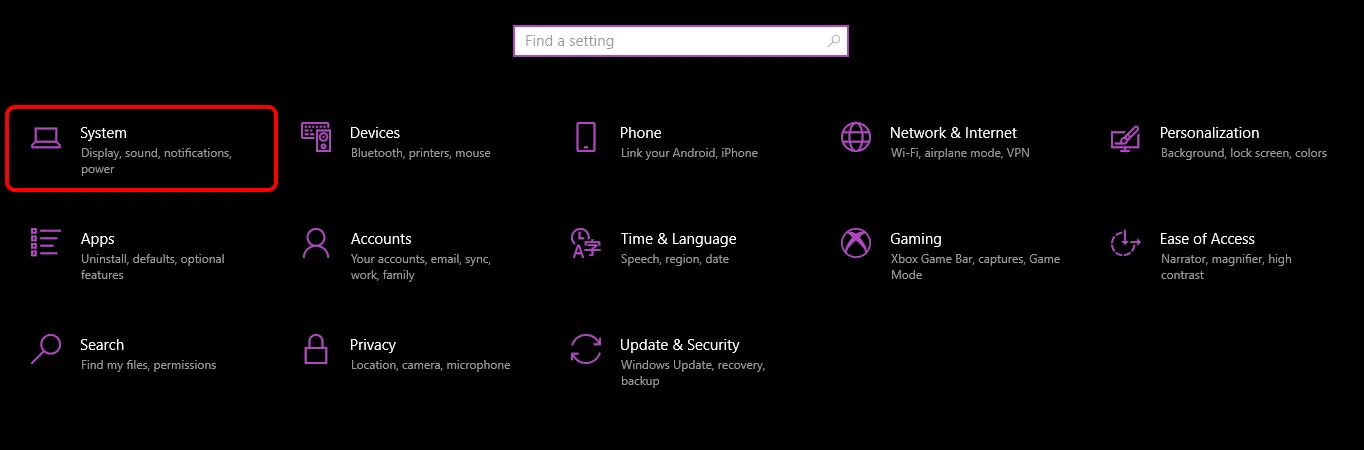 Find a setting
System
Display, sound, notifications,
power
Devices
Bluetooth, printers, mouse
Phone
Link your Android, iPhone
Network & Internet
Wi-Fi, airplane mode, VPN
Personalization
Background, lock screen, colors
Apps
Uninstall, defaults, optional
features
Accounts
Your accounts, email, sync,
work, family
Time & Language
Speech, region, date
Gaming
Xbox Game Bar, captures, Game
Mode
Ease of Access
Narrator, magnifier, high
contrast
Search
Find my files, permissions
Privacy
Location, camera, microphone
Update & Security
Windows Update, recovery,
backup